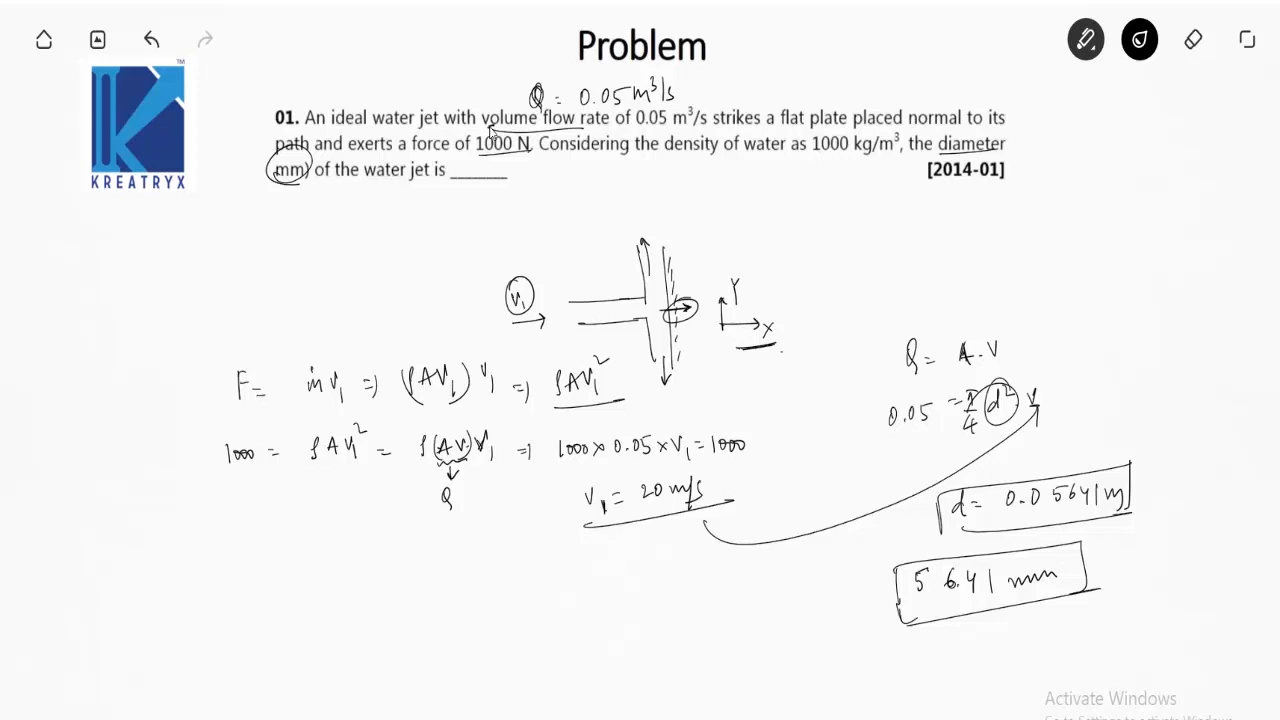 Problem
TM
KREATRYX
Q = 0.05 m³/s
01. An ideal water jet with volume flow rate of 0.05 m³/s strikes a flat plate placed normal to its
path and exerts a force of 1000 N. Considering the density of water as 1000 kg/m³, the diameter
mm) of the water jet is ________
[2014-01]
V₁
Y
X
F = ṁ V₁ ⇒ (ρAV₁) V₁ ⇒ ρAV₁²
1000 = ρAV₁² = ρ(AV₁)V₁ ⇒ 1000 × 0.05 × V₁ = 1000
Q
V₁ = 20 m/s
Q = A.V
0.05 = π/4 d² V
d = 0.05641 m
56.41 mm
Activate Windows